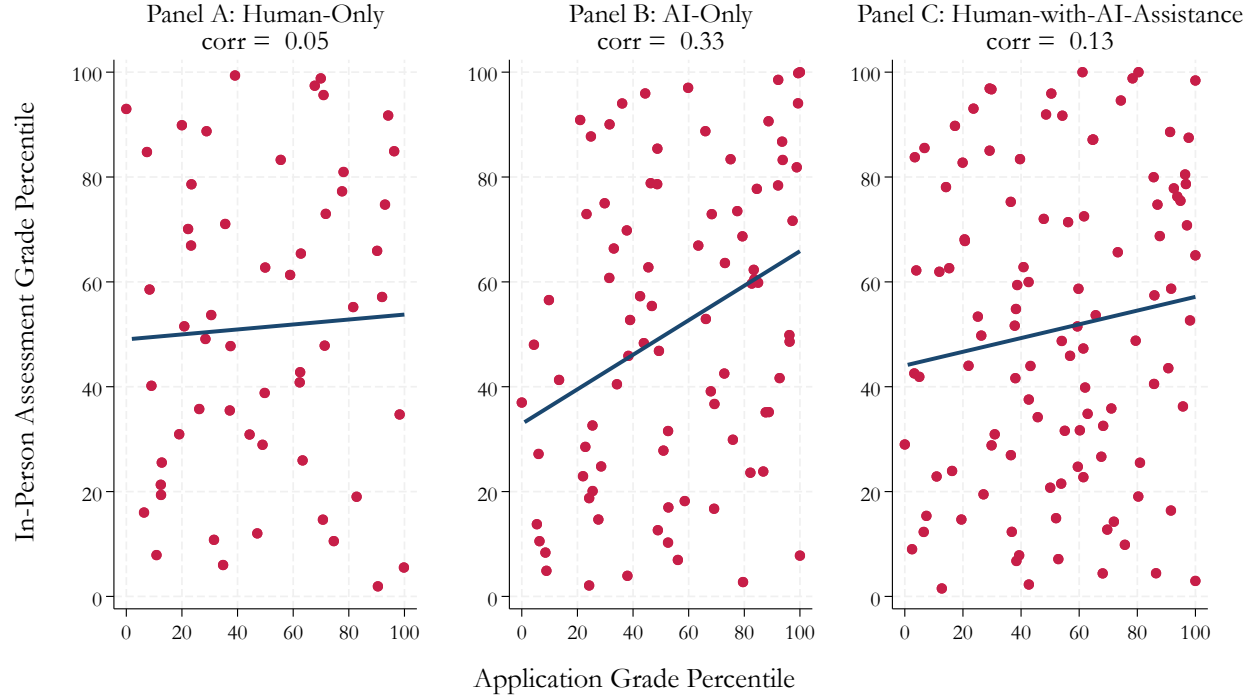 Panel A: Human-Only
corr = 0.05
Panel B: AI-Only
corr = 0.33
Panel C: Human-with-AI-Assistance
corr = 0.13
In-Person Assessment Grade Percentile
100
80
60
40
20
0
0 20 40 60 80 100
100
80
60
40
20
0
0 20 40 60 80 100
100
80
60
40
20
0
0 20 40 60 80 100
Application Grade Percentile